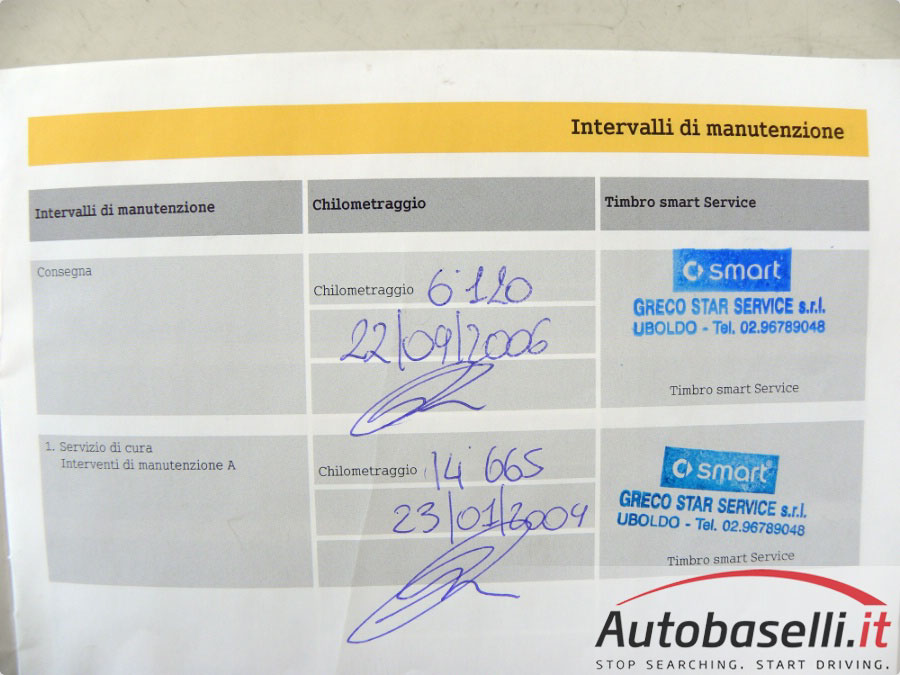 Intervalli di manutenzione
Intervalli di manutenzione
Chilometraggio
Timbro smart Service
Consegna
Chilometraggio 6˙120
22/09/2006
smart
GRECO STAR SERVICE s.r.l.
UBOLDO - Tel. 02.96789048
Timbro smart Service
1. Servizio di cura
Interventi di manutenzione A
Chilometraggio 14˙665
23/01/2009
smart
GRECO STAR SERVICE s.r.l.
UBOLDO - Tel. 02.96789048
Timbro smart Service
Autobaselli.it
STOP SEARCHING. START DRIVING.